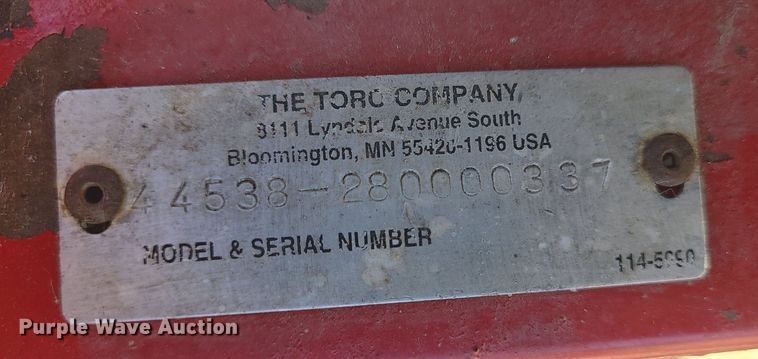 THE TORO COMPANY
8111 Lyndale Avenue South
Bloomington, MN 55420-1196 USA
44538-280000337
MODEL & SERIAL NUMBER
Purple Wave Auction